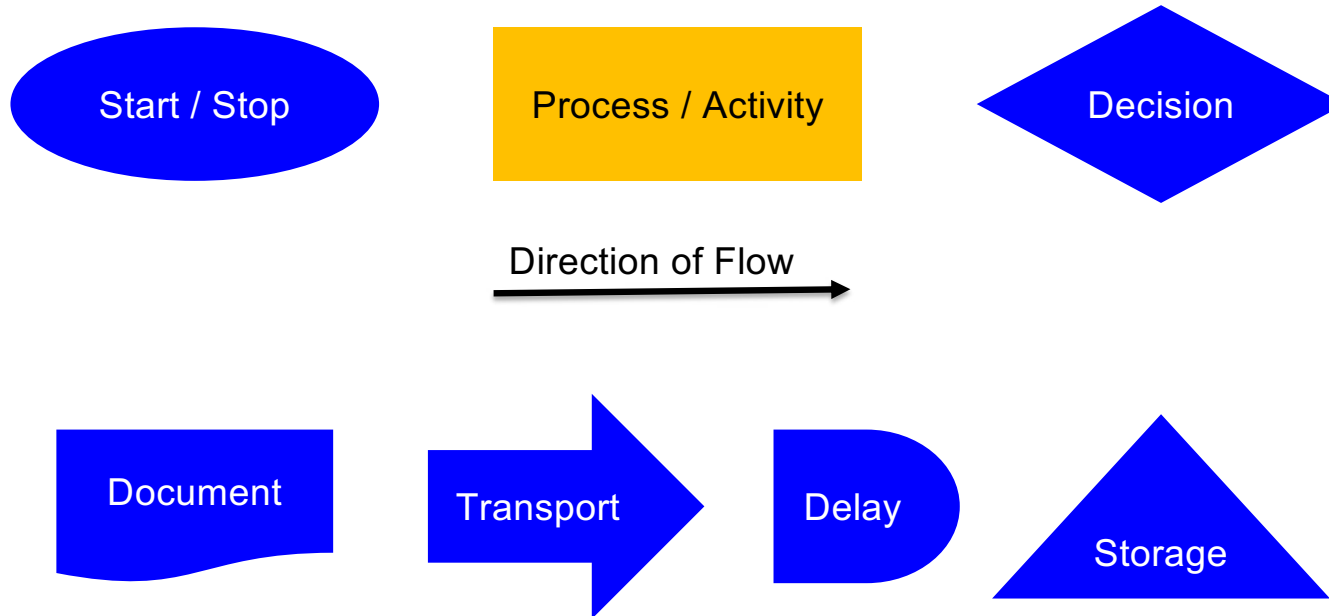 Start / Stop
Process / Activity
Decision
Direction of Flow
Document
Transport
Delay
Storage